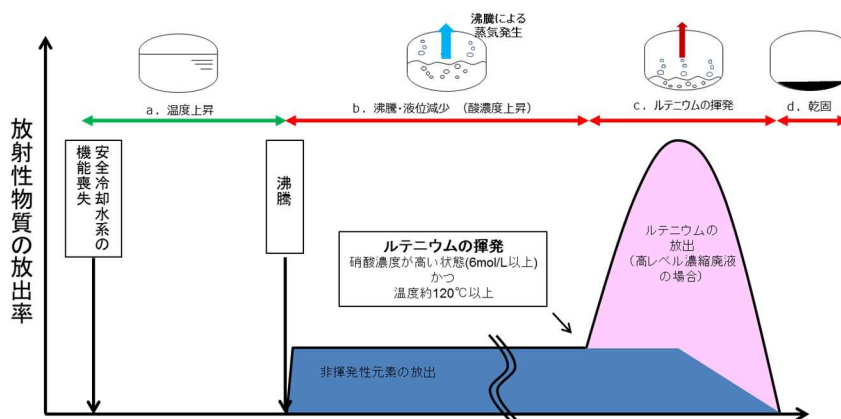 沸騰による
蒸気発生
a．温度上昇
b．沸騰・液位減少 （酸濃度上昇）
c．ルテニウムの揮発
d．乾固
放射性物質の放出率
安全冷却水系の
機能喪失
沸騰
ルテニウムの揮発
硝酸濃度が高い状態(6mol/L以上)
かつ
温度約120℃以上
ルテニウムの
放出
（高レベル濃縮廃液
の場合）
非揮発性元素の放出